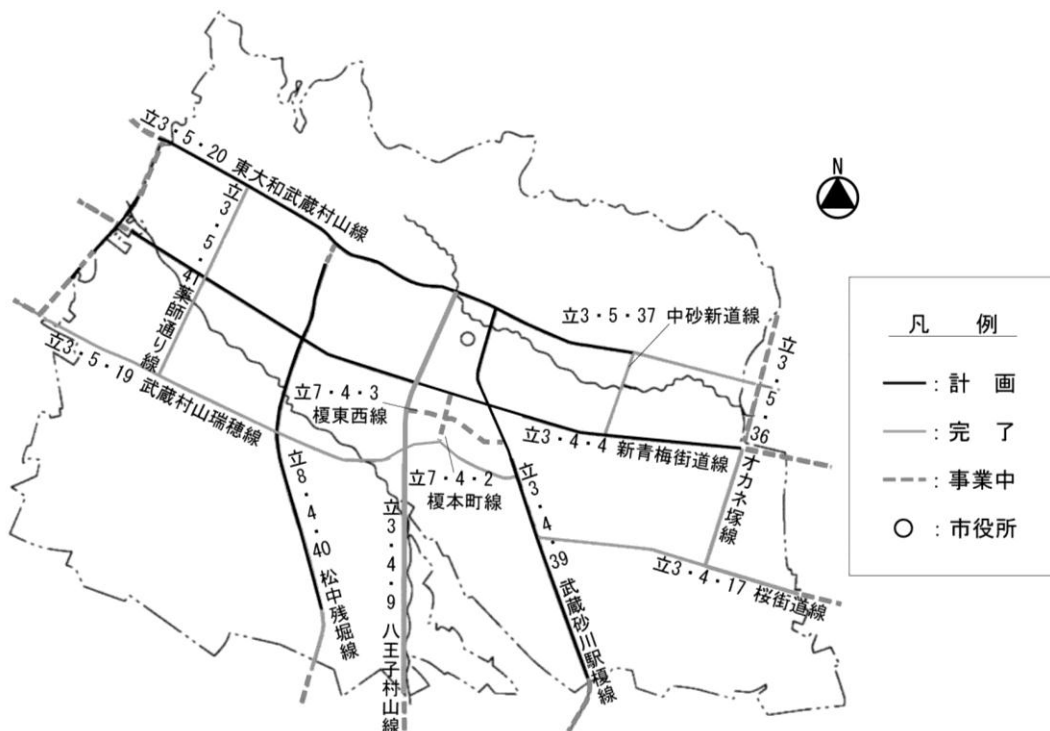 N
立3・5・20 東大和武蔵村山線
立3・5・41 薬師通り線
立3・5・19 武蔵村山瑞穂線
立3・5・37 中砂新道線
立3・5・36 オカネ塚線
立7・4・3
榎東西線
立3・4・4 新青梅街道線
立7・4・2
榎本町線
立8・4・40 松中残堀線
立3・4・9 八王子村山線
立3・4・39 武蔵砂川駅榎線
立3・4・17 桜街道線
凡 例
:計 画
:完 了
:事業中
:市役所